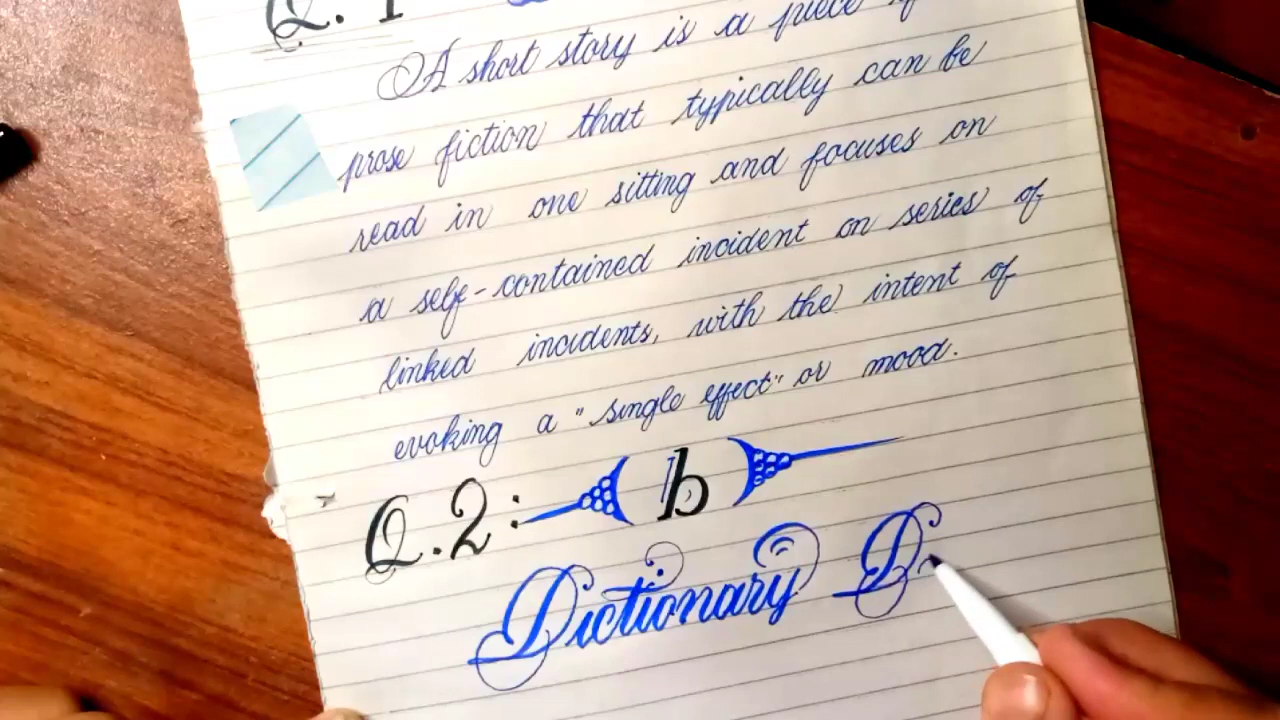 Q. 1
A short story is a piece of
prose fiction that typically can be
read in one sitting and focuses on
a self-contained incident on series of
linked incidents, with the intent of
evoking a "single effect" or mood.
Q.2: b
Dictionary D